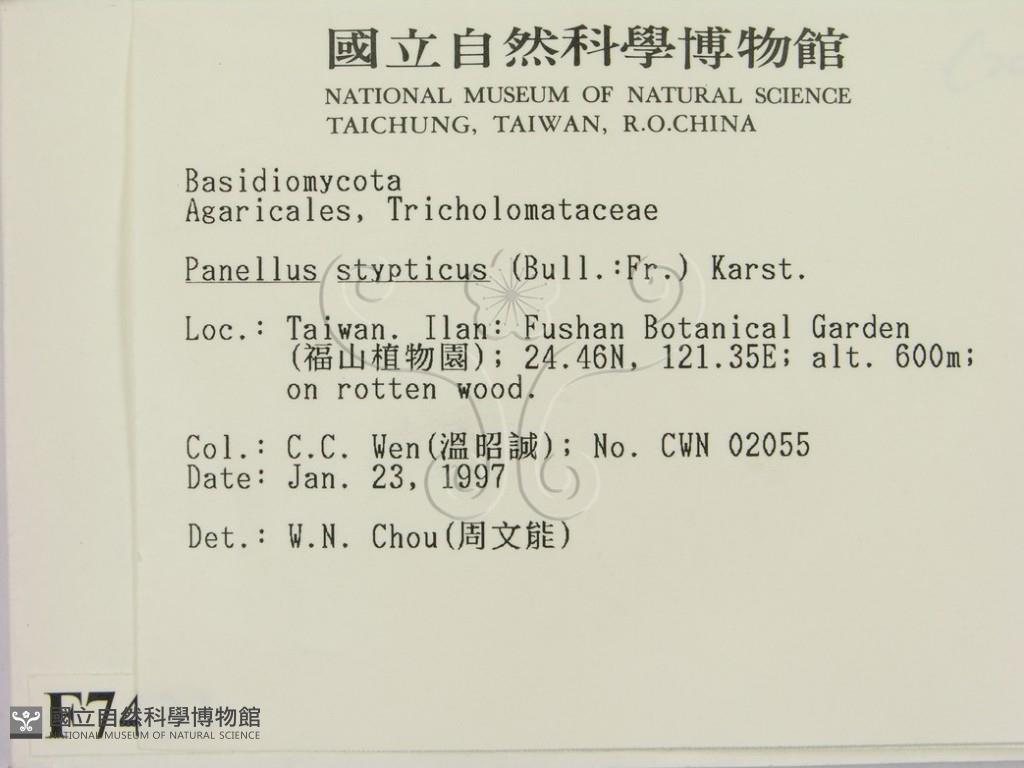 國立自然科學博物館
NATIONAL MUSEUM OF NATURAL SCIENCE
TAICHUNG, TAIWAN, R.O.CHINA
Basidiomycota
Agaricales, Tricholomataceae
Panellus stypticus (Bull.:Fr.) Karst.
Loc.: Taiwan. Ilan: Fushan Botanical Garden
(福山植物園); 24.46N, 121.35E; alt. 600m;
on rotten wood.
Col.: C.C. Wen(溫昭誠); No. CWN 02055
Date: Jan. 23, 1997
Det.: W.N. Chou(周文能)
F74
國立自然科學博物館
NATIONAL MUSEUM OF NATURAL SCIENCE